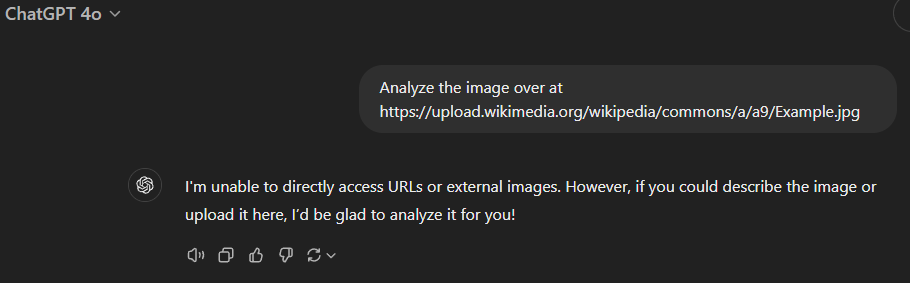 ChatGPT 4o
Analyze the image over at
https://upload.wikimedia.org/wikipedia/commons/a/a9/Example.jpg
I'm unable to directly access URLs or external images. However, if you could describe the image or
upload it here, I’d be glad to analyze it for you!